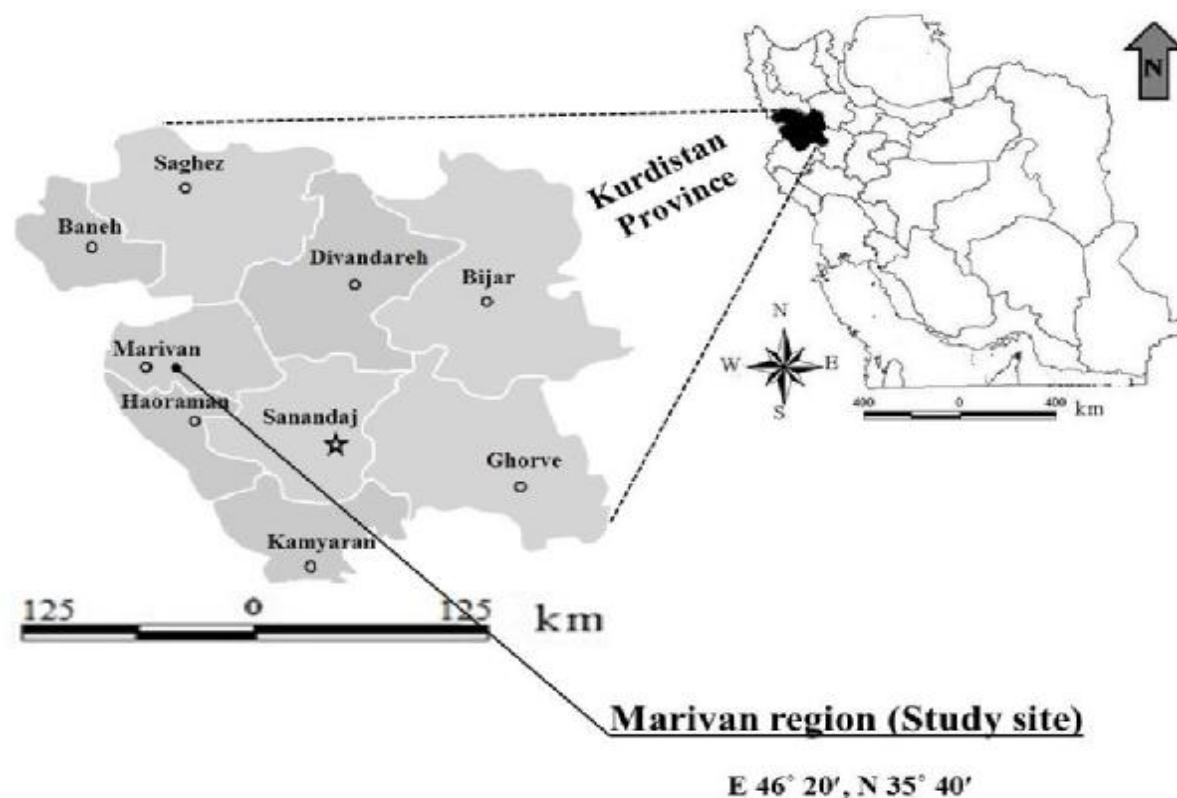 N
Kurdistan
Province
Saghez
Baneh
Divandareh
Bijar
N
W E
S
Marivan
Haoraman
Sanandaj
Ghorve
Kamyaran
400 0 400 km
125 0 125 km
Marivan region (Study site)
E 46° 20′, N 35° 40′